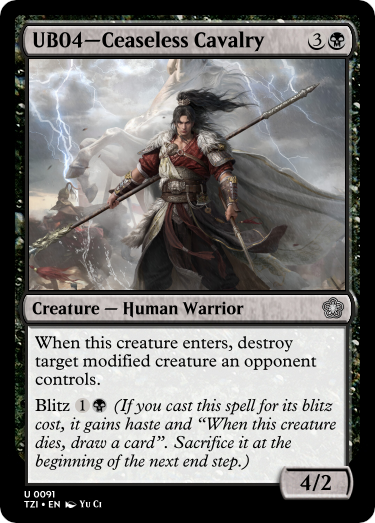 UB04—Ceaseless Cavalry 3
Creature — Human Warrior
When this creature enters, destroy
target modified creature an opponent
controls.
Blitz 1 (If you cast this spell for its blitz
cost, it gains haste and “When this creature
dies, draw a card”. Sacrifice it at the
beginning of the next end step.)
4/2
U 0091
TZI • EN Yu Ci